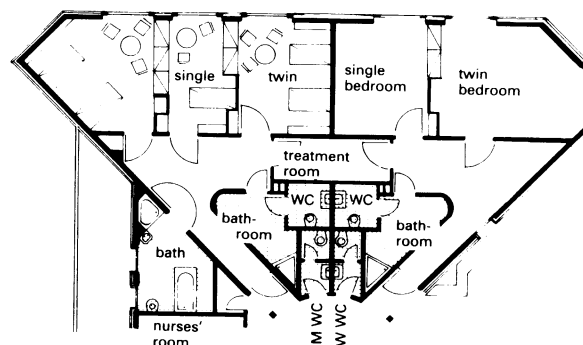 single
twin
single
bedroom
twin
bedroom
treatment
room
WC
WC
bath-
room
bath-
room
bath
nurses'
room
M WC
W WC